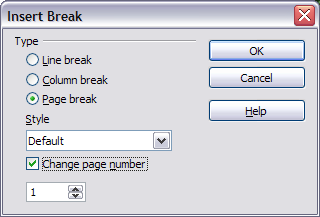 Insert Break
Type
Line break
Column break
Page break
Style
Default
Change page number
1
OK
Cancel
Help